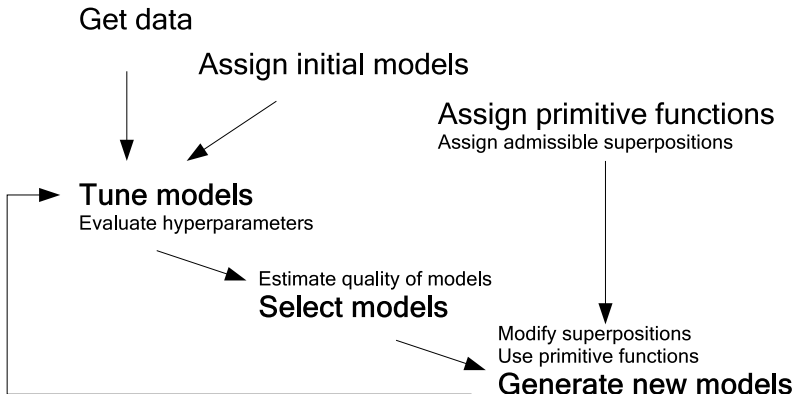 Get data
Assign initial models
Assign primitive functions
Assign admissible superpositions
Tune models
Evaluate hyperparameters
Estimate quality of models
Select models
Modify superpositions
Use primitive functions
Generate new models